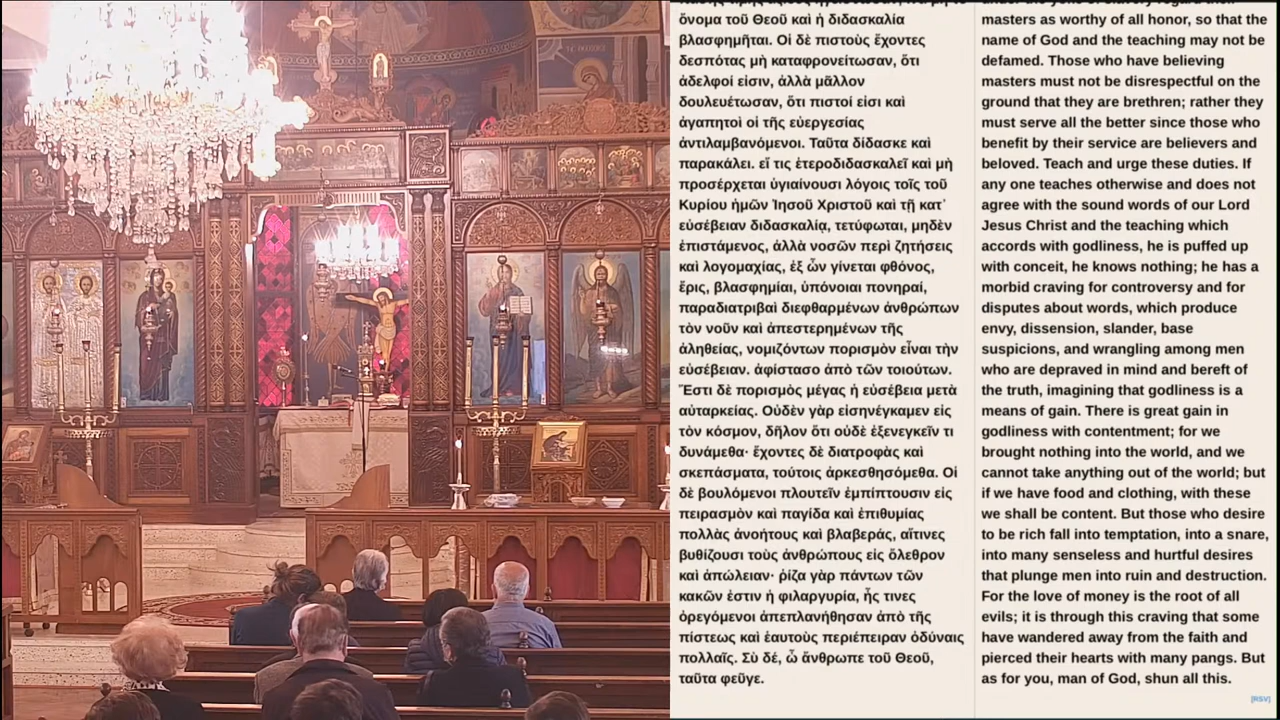 ὄνομα τοῦ Θεοῦ καὶ ἡ διδασκαλία
βλασφημῆται. Οἱ δὲ πιστοὺς ἔχοντες
δεσπότας μὴ καταφρονείτωσαν, ὅτι
ἀδελφοί εἰσιν, ἀλλὰ μᾶλλον
δουλευέτωσαν, ὅτι πιστοί εἰσι καὶ
ἀγαπητοὶ οἱ τῆς εὐεργεσίας
ἀντιλαμβανόμενοι. Ταῦτα δίδασκε καὶ
παρακάλει. εἴ τις ἑτεροδιδασκαλεῖ καὶ μὴ
προσέρχεται ὑγιαίνουσι λόγοις τοῖς τοῦ
Κυρίου ἡμῶν Ἰησοῦ Χριστοῦ καὶ τῇ κατ᾽
εὐσέβειαν διδασκαλίᾳ, τετύφωται, μηδὲν
ἐπιστάμενος, ἀλλὰ νοσῶν περὶ ζητήσεις
καὶ λογομαχίας, ἐξ ὧν γίνεται φθόνος,
ἔρις, βλασφημίαι, ὑπόνοιαι πονηραί,
παραδιατριβαὶ διεφθαρμένων ἀνθρώπων
τὸν νοῦν καὶ ἀπεστερημένων τῆς
ἀληθείας, νομιζόντων πορισμὸν εἶναι τὴν
εὐσέβειαν. ἀφίστασο ἀπὸ τῶν τοιούτων.
Ἔστι δὲ πορισμὸς μέγας ἡ εὐσέβεια μετὰ
αὐταρκείας. Οὐδὲν γὰρ εἰσηνέγκαμεν εἰς
τὸν κόσμον, δῆλον ὅτι οὐδὲ ἐξενεγκεῖν τι
δυνάμεθα· ἔχοντες δὲ διατροφὰς καὶ
σκεπάσματα, τούτοις ἀρκεσθησόμεθα. Οἱ
δὲ βουλόμενοι πλουτεῖν ἐμπίπτουσιν εἰς
πειρασμὸν καὶ παγίδα καὶ ἐπιθυμίας
πολλὰς ἀνοήτους καὶ βλαβεράς, αἵτινες
βυθίζουσι τοὺς ἀνθρώπους εἰς ὄλεθρον
καὶ ἀπώλειαν· ῥίζα γὰρ πάντων τῶν
κακῶν ἐστιν ἡ φιλαργυρία, ἧς τινες
ὀρεγόμενοι ἀπεπλανήθησαν ἀπὸ τῆς
πίστεως καὶ ἑαυτοὺς περιέπειραν ὀδύναις
πολλαῖς. Σὺ δέ, ὦ ἄνθρωπε τοῦ Θεοῦ,
ταῦτα φεῦγε.
masters as worthy of all honor, so that the
name of God and the teaching may not be
defamed. Those who have believing
masters must not be disrespectful on the
ground that they are brethren; rather they
must serve all the better since those who
benefit by their service are believers and
beloved. Teach and urge these duties. If
any one teaches otherwise and does not
agree with the sound words of our Lord
Jesus Christ and the teaching which
accords with godliness, he is puffed up
with conceit, he knows nothing; he has a
morbid craving for controversy and for
disputes about words, which produce
envy, dissension, slander, base
suspicions, and wrangling among men
who are depraved in mind and bereft of
the truth, imagining that godliness is a
means of gain. There is great gain in
godliness with contentment; for we
brought nothing into the world, and we
cannot take anything out of the world; but
if we have food and clothing, with these
we shall be content. But those who desire
to be rich fall into temptation, into a snare,
into many senseless and hurtful desires
that plunge men into ruin and destruction.
For the love of money is the root of all
evils; it is through this craving that some
have wandered away from the faith and
pierced their hearts with many pangs. But
as for you, man of God, shun all this.
[RSV]